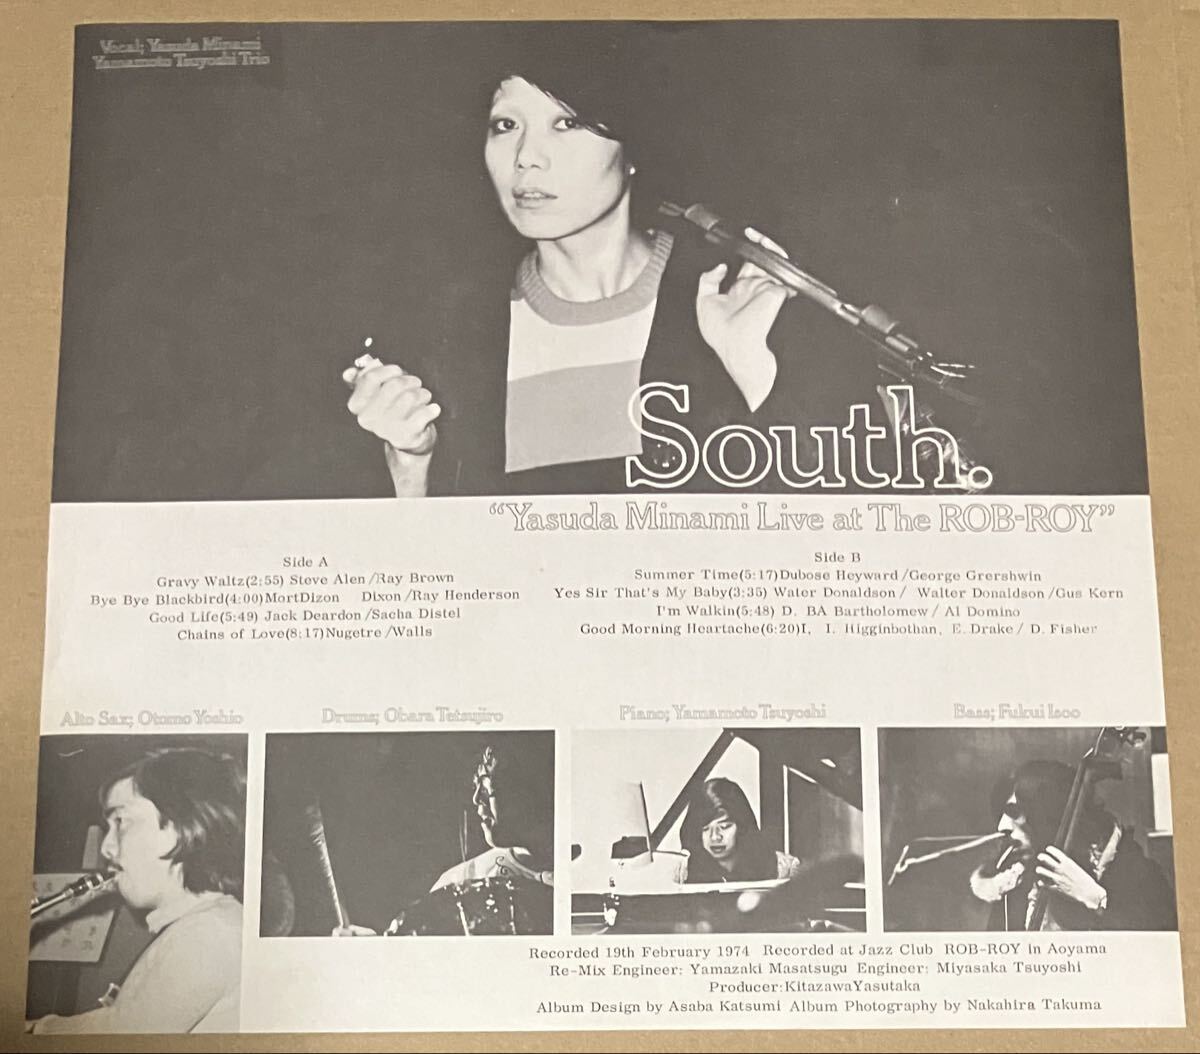 Vocal; Yasuda Minami
Yamamoto Tsuyoshi Trio
South.
“Yasuda Minami Live at The ROB-ROY”
Side A
Gravy Waltz(2:55) Steve Alen/Ray Brown
Bye Bye Blackbird(4:00)MortDizon Dixon/Ray Henderson
Good Life(5:49) Jack Deardon/Sacha Distel
Chains of Love(8:17)Nugetre/Walls
Side B
Summer Time(5:17)Dubose Heyward/George Grershwin
Yes Sir That's My Baby(3:35) Water Donaldson/ Walter Donaldson/Gus Kern
I'm Walkin(5:48) D. BA Bartholomew/ Al Domino
Good Morning Heartache(6:20)I, I. Higginbothan, E. Drake/ D. Fisher
Alto Sax; Otomo Yoshio
Drums; Obara Tetsujiro
Piano; Yamamoto Tsuyoshi
Bass; Fukui Isoo
Recorded 19th February 1974 Recorded at Jazz Club ROB-ROY in Aoyama
Re-Mix Engineer: Yamazaki Masatsugu Engineer: Miyasaka Tsuyoshi
Producer:KitazawaYasutaka
Album Design by Asaba Katsumi Album Photography by Nakahira Takuma